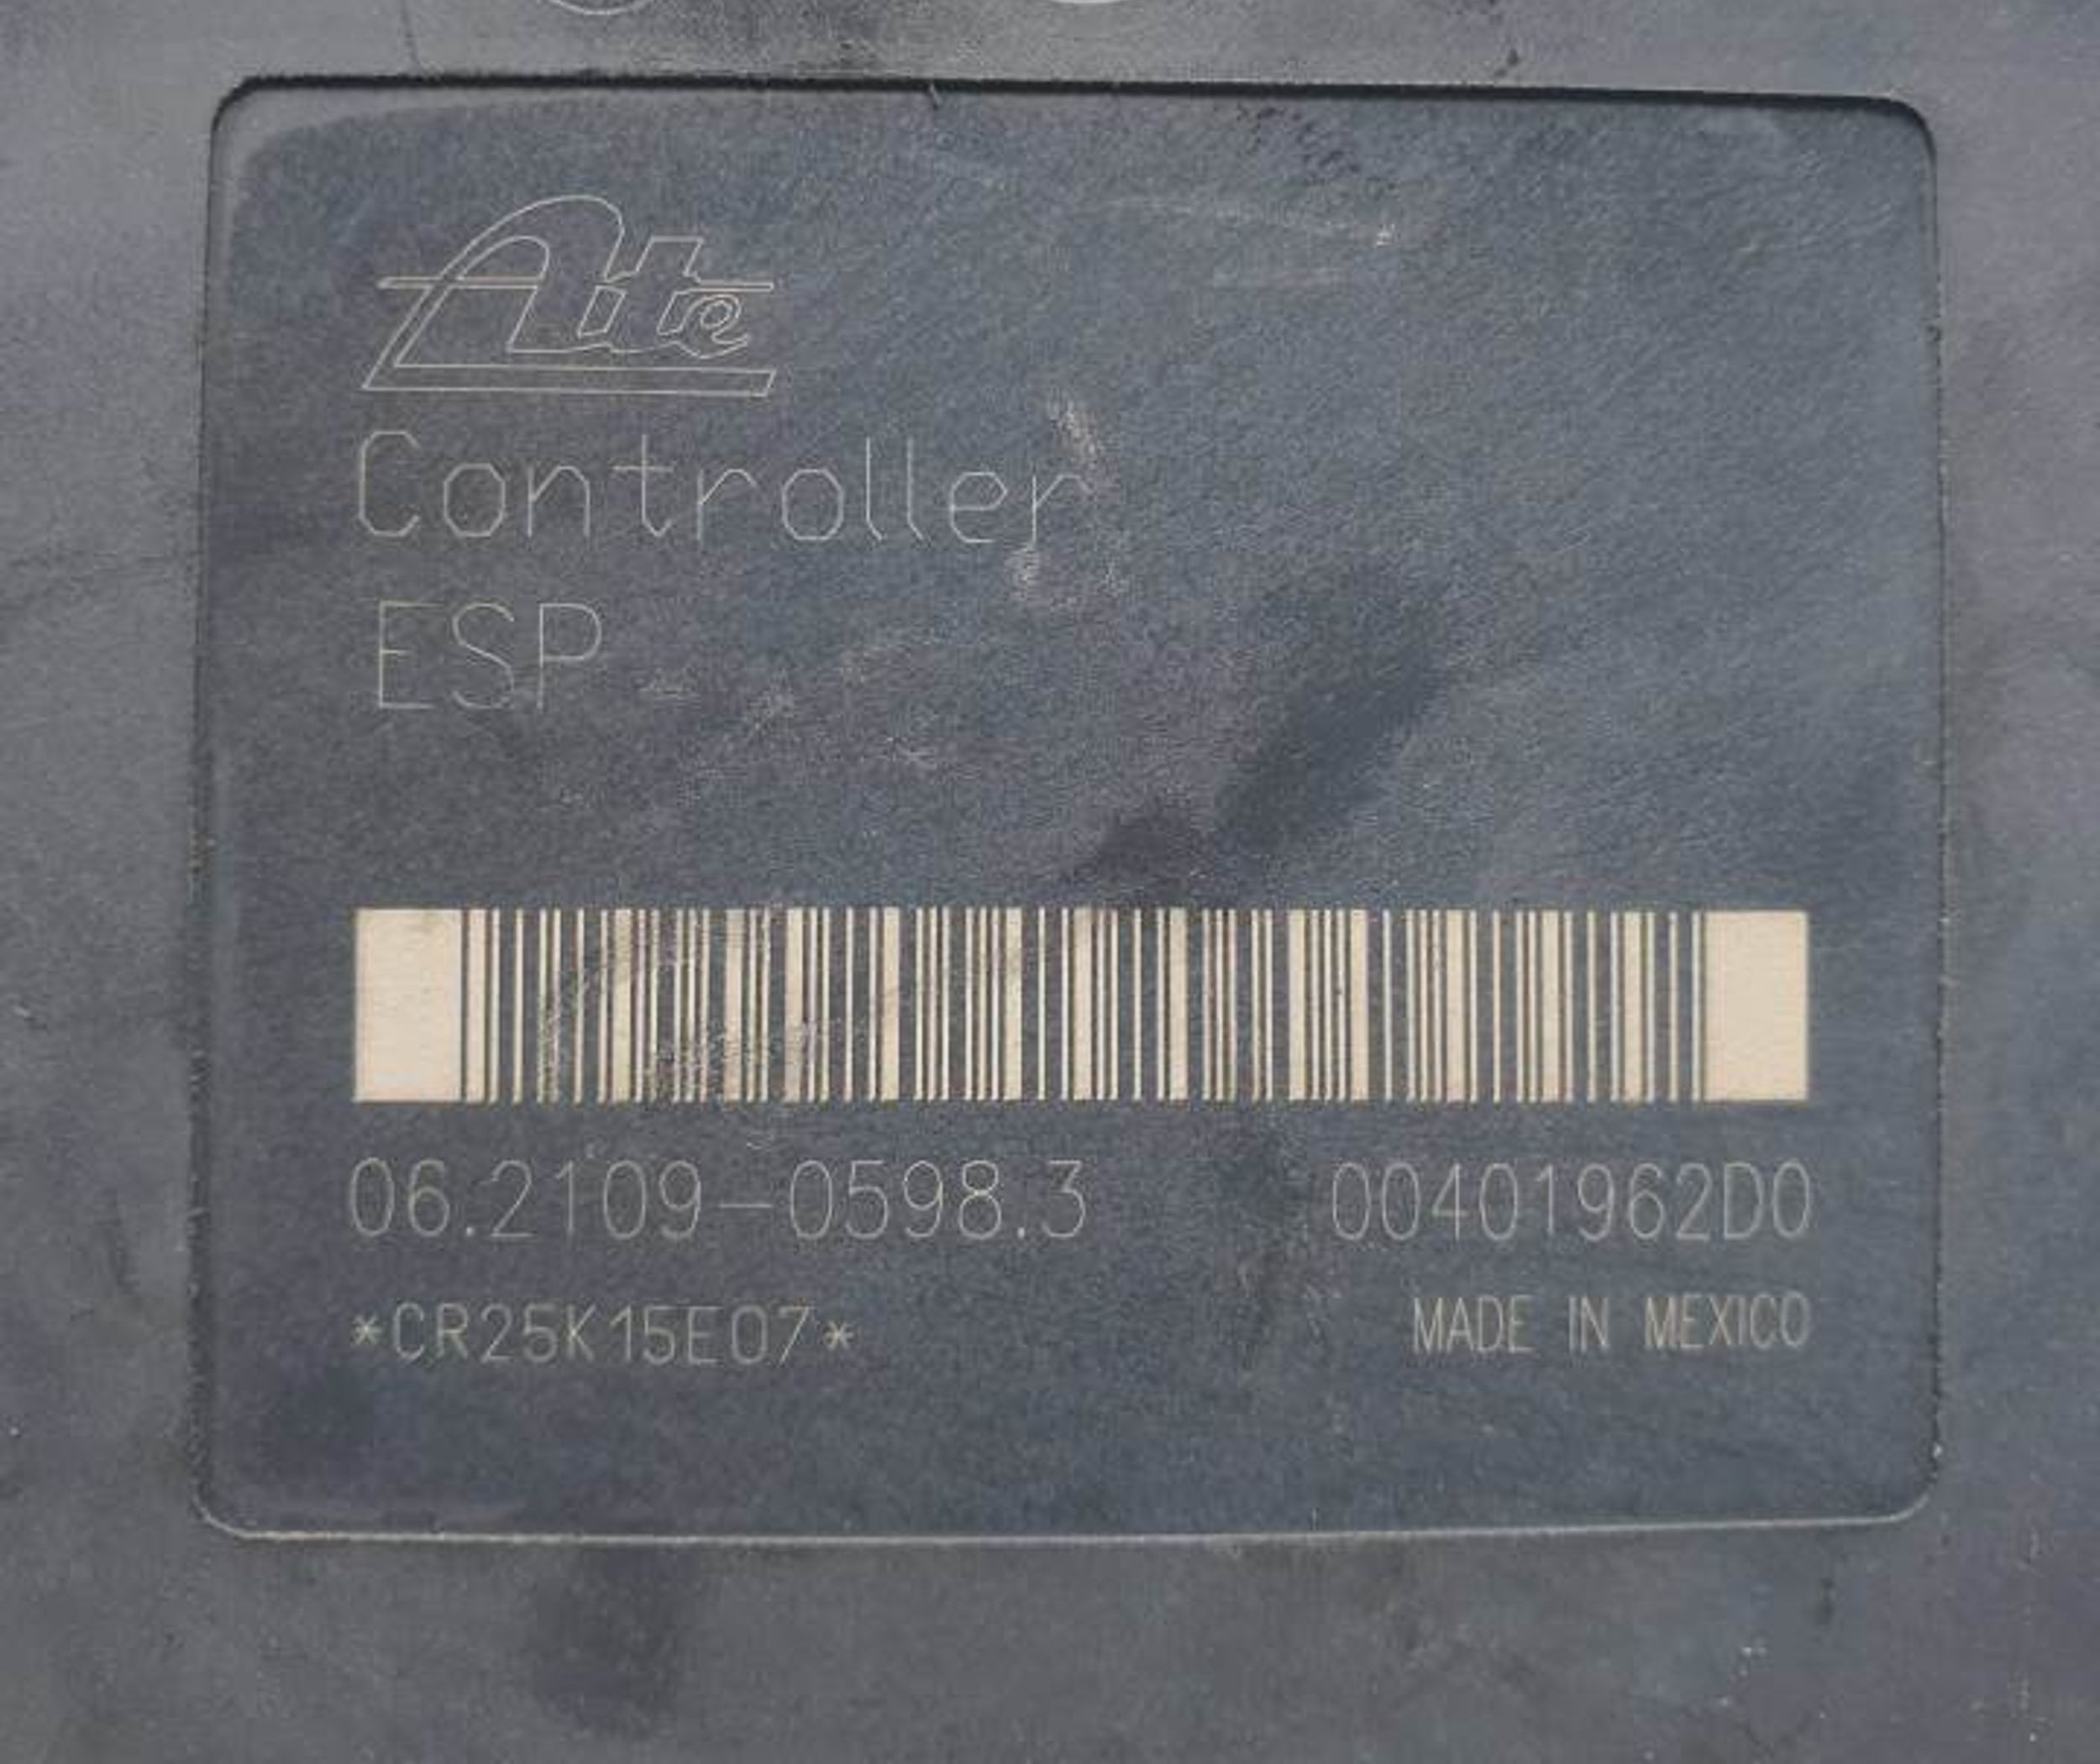 Ate
Controller
ESP
06.2109-0598.3 00401962D0
*CR25K15E07* MADE IN MEXICO